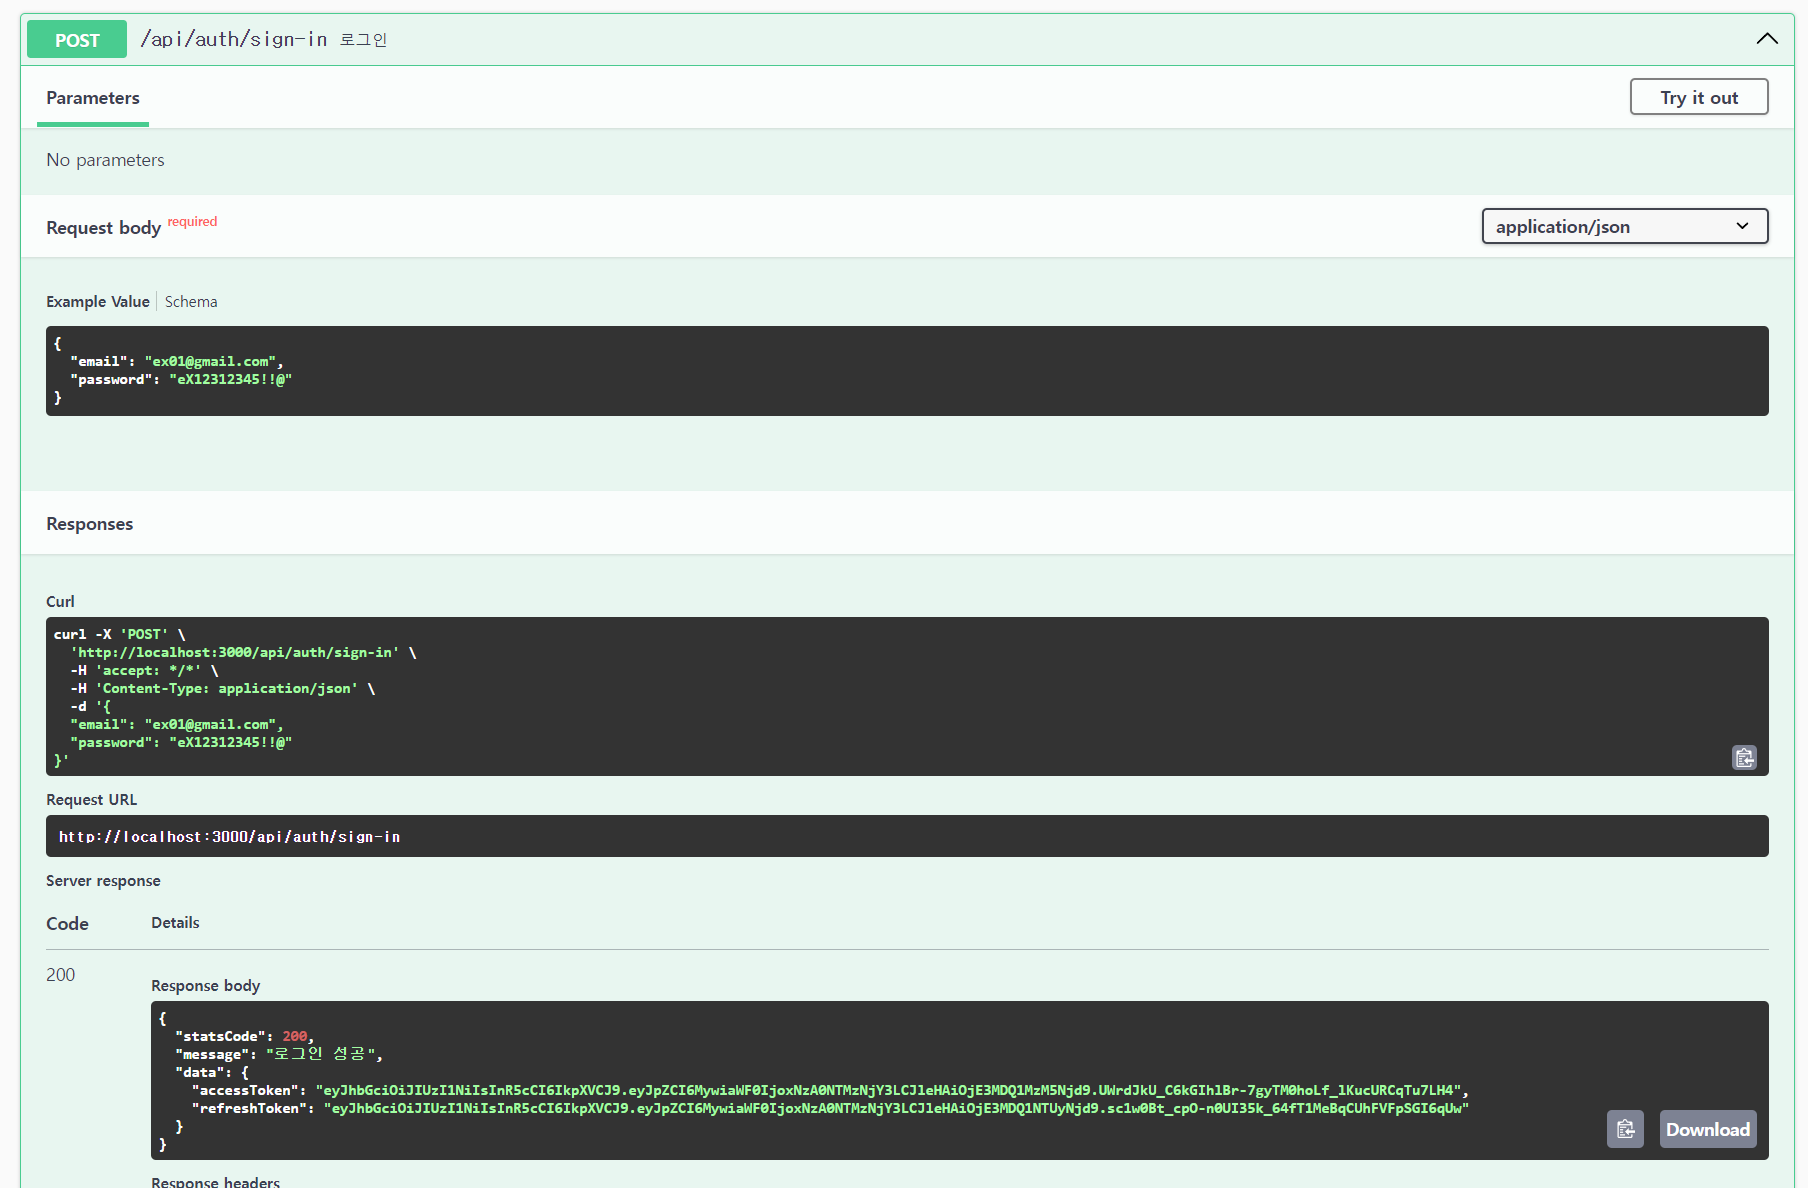 POST /api/auth/sign-in 로그인
Parameters
Try it out
No parameters
Request body required
application/json
Example Value Schema
{
  "email": "ex01@gmail.com",
  "password": "eX12312345!!@"
}
Responses
Curl
curl -X 'POST' \
  'http://localhost:3000/api/auth/sign-in' \
  -H 'accept: */*' \
  -H 'Content-Type: application/json' \
  -d '{
  "email": "ex01@gmail.com",
  "password": "eX12312345!!@"
}'
Request URL
http://localhost:3000/api/auth/sign-in
Server response
Code Details
200
Response body
{
  "statsCode": 200,
  "message": "로그인 성공",
  "data": {
    "accessToken": "eyJhbGciOiJIUzI1NiIsInR5cCI6IkpXVCJ9.eyJpZCI6MywiaWF0IjoxNzA0NTMzNjY3LCJleHAiOjE3MDQ1MzM5Njd9.UWrdJkU_C6kGIhlBr-7gyTM0hoLf_lKucURCqTu7LH4",
    "refreshToken": "eyJhbGciOiJIUzI1NiIsInR5cCI6IkpXVCJ9.eyJpZCI6MywiaWF0IjoxNzA0NTMzNjY3LCJleHAiOjE3MDQ1NTUyNjd9.sc1w0Bt_cpO-n0UI35k_64fT1MeBqCUhFVFpSGI6qUw"
  }
}
Download
Response headers